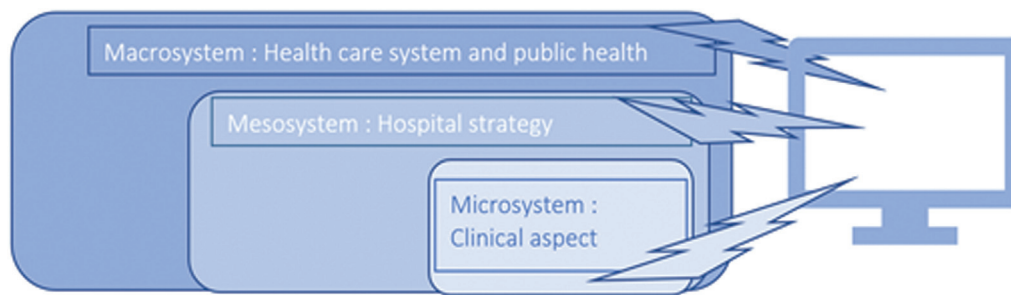 Macrosystem : Health care system and public health
Mesosystem : Hospital strategy
Microsystem :
Clinical aspect